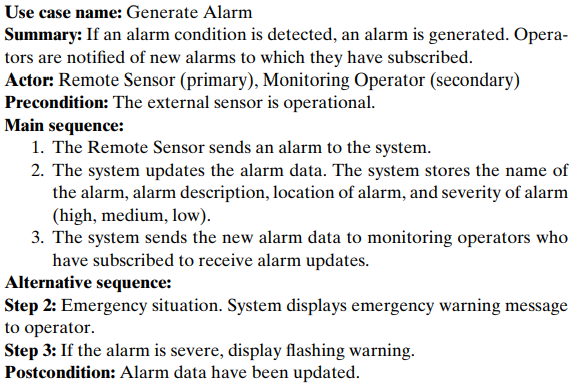 Use case name: Generate Alarm
Summary: If an alarm condition is detected, an alarm is generated. Opera-
tors are notified of new alarms to which they have subscribed.
Actor: Remote Sensor (primary), Monitoring Operator (secondary)
Precondition: The external sensor is operational.
Main sequence:
1. The Remote Sensor sends an alarm to the system.
2. The system updates the alarm data. The system stores the name of
the alarm, alarm description, location of alarm, and severity of alarm
(high, medium, low).
3. The system sends the new alarm data to monitoring operators who
have subscribed to receive alarm updates.
Alternative sequence:
Step 2: Emergency situation. System displays emergency warning message
to operator.
Step 3: If the alarm is severe, display flashing warning.
Postcondition: Alarm data have been updated.